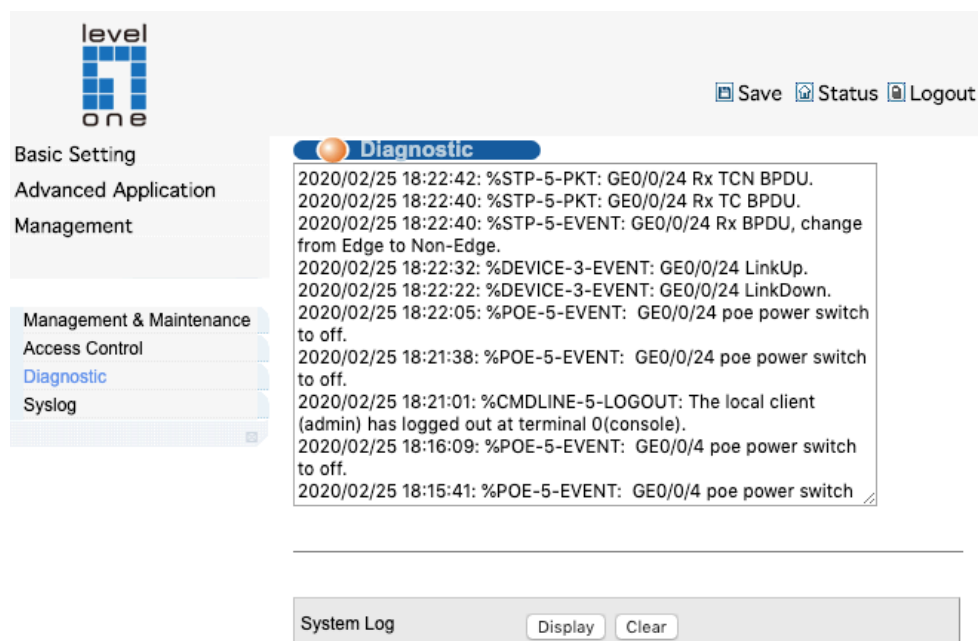 level
one
Save Status Logout
Basic Setting
Advanced Application
Management
Management & Maintenance
Access Control
Diagnostic
Syslog
Diagnostic
2020/02/25 18:22:42: %STP-5-PKT: GE0/0/24 Rx TCN BPDU.
2020/02/25 18:22:40: %STP-5-PKT: GE0/0/24 Rx TC BPDU.
2020/02/25 18:22:40: %STP-5-EVENT: GE0/0/24 Rx BPDU, change
from Edge to Non-Edge.
2020/02/25 18:22:32: %DEVICE-3-EVENT: GE0/0/24 LinkUp.
2020/02/25 18:22:22: %DEVICE-3-EVENT: GE0/0/24 LinkDown.
2020/02/25 18:22:05: %POE-5-EVENT:  GE0/0/24 poe power switch
to off.
2020/02/25 18:21:38: %POE-5-EVENT:  GE0/0/24 poe power switch
to off.
2020/02/25 18:21:01: %CMDLINE-5-LOGOUT: The local client
(admin) has logged out at terminal 0(console).
2020/02/25 18:16:09: %POE-5-EVENT:  GE0/0/4 poe power switch
to off.
2020/02/25 18:15:41: %POE-5-EVENT:  GE0/0/4 poe power switch
System Log Display Clear